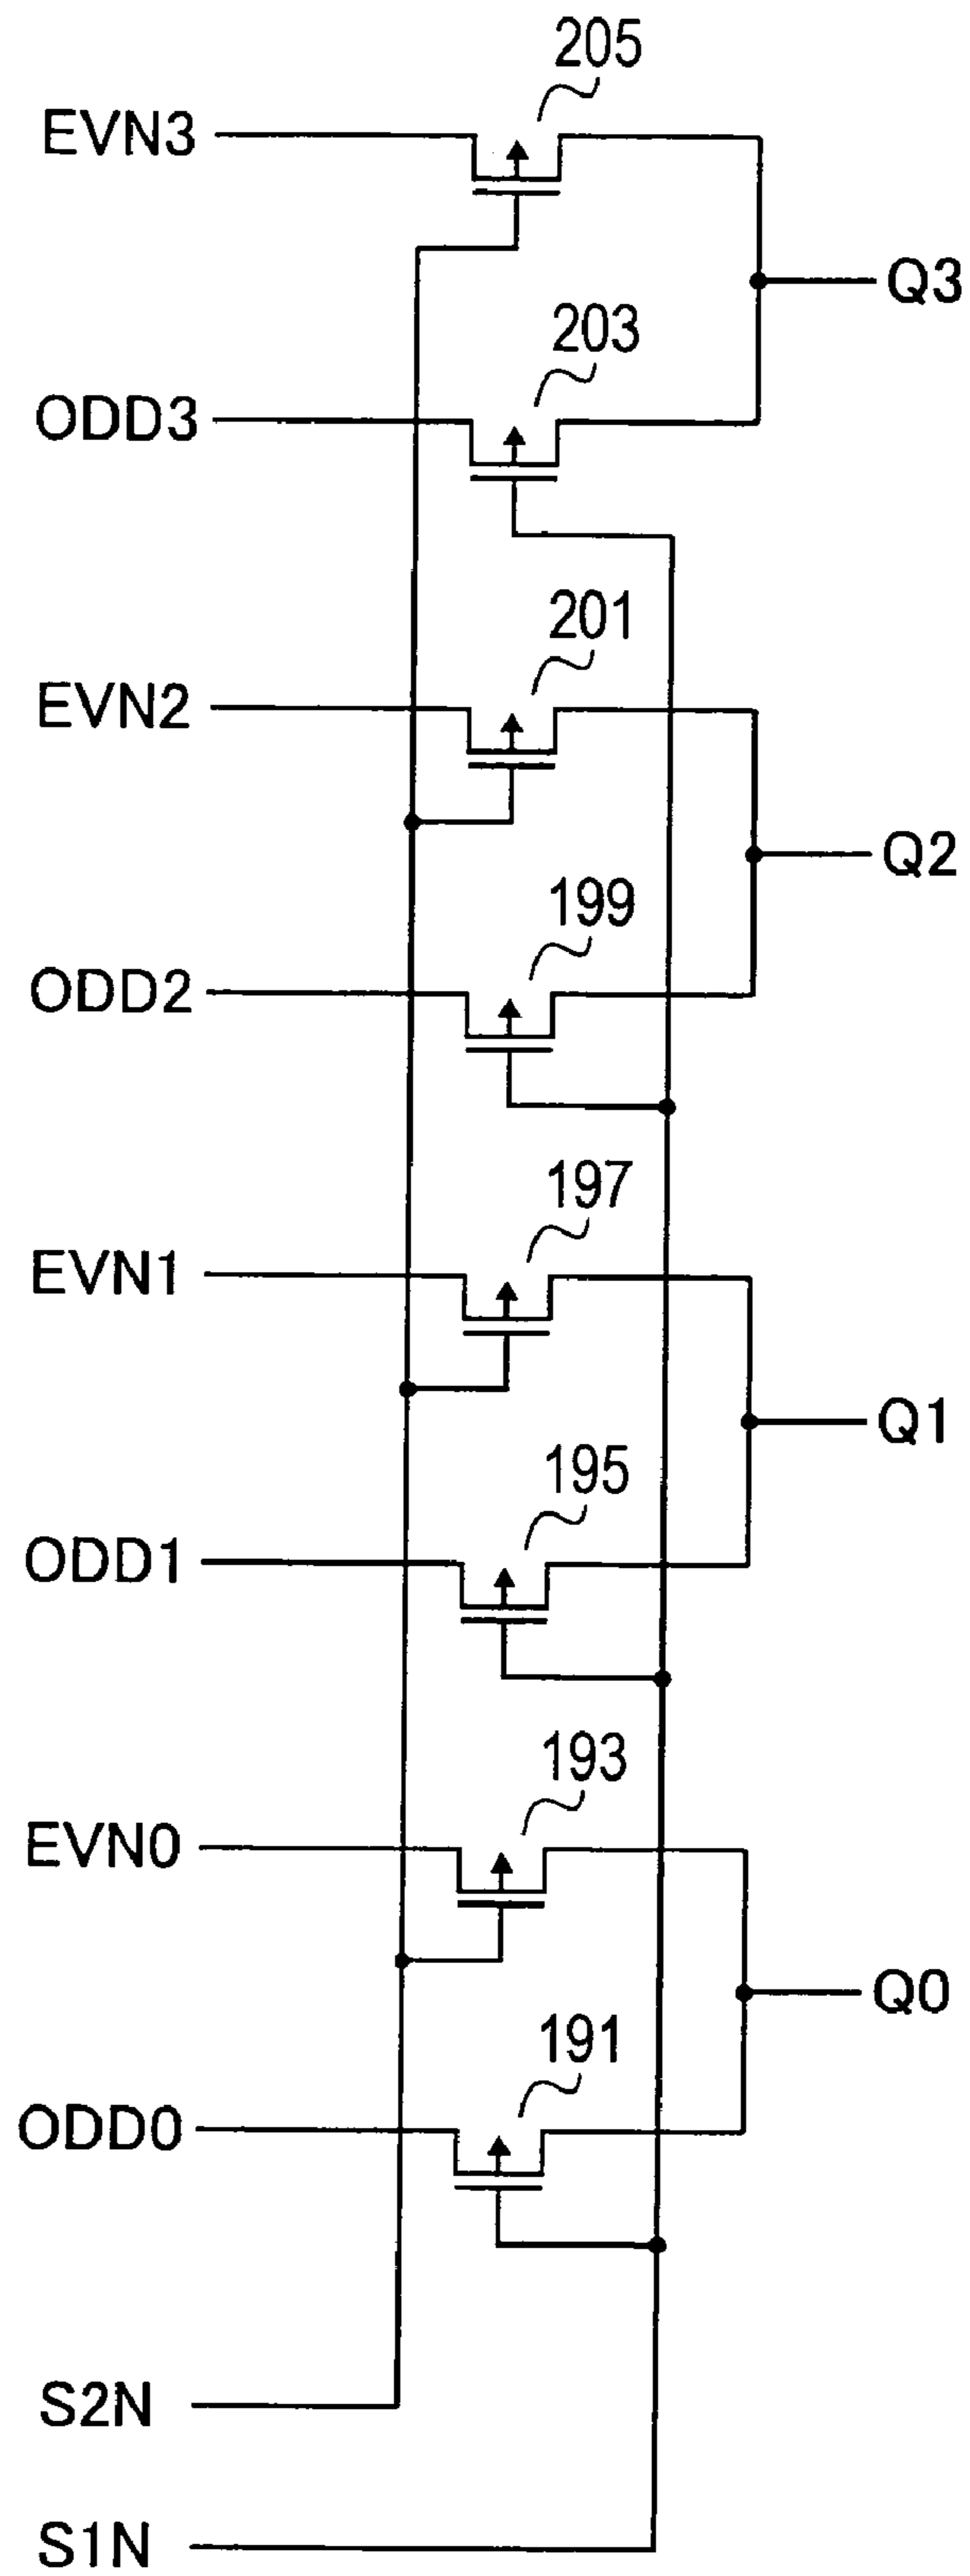 205
EVN3
Q3
203
ODD3
201
EVN2
Q2
199
ODD2
197
EVN1
Q1
195
ODD1
193
EVN0
Q0
191
ODD0
S2N
S1N